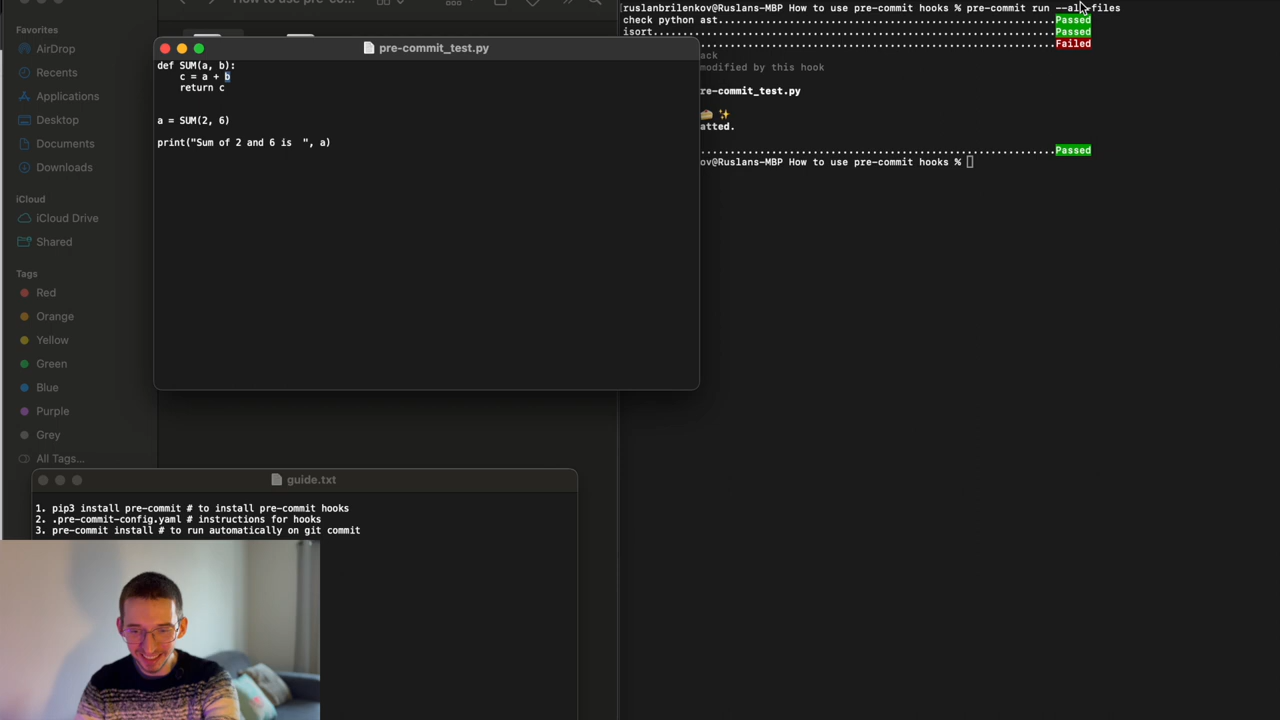 Favorites
AirDrop
Recents
Applications
Desktop
Documents
Downloads
iCloud
iCloud Drive
Shared
Tags
Red
Orange
Yellow
Green
Blue
Purple
Grey
All Tags...
pre-commit_test.py
def SUM(a, b):
    c = a + b
    return c
a = SUM(2, 6)
print("Sum of 2 and 6 is  ", a)
guide.txt
1. pip3 install pre-commit # to install pre-commit hooks
2. .pre-commit-config.yaml # instructions for hooks
3. pre-commit install # to run automatically on git commit
ruslanbrilenkov@Ruslans-MBP How to use pre-commit hooks % pre-commit run --all-files
check python ast.......................................................Passed
isort..................................................................Passed
.......................................................Failed
ack
modified by this hook
re-commit_test.py
🍰 ✨
atted.
.......................................................Passed
ov@Ruslans-MBP How to use pre-commit hooks %